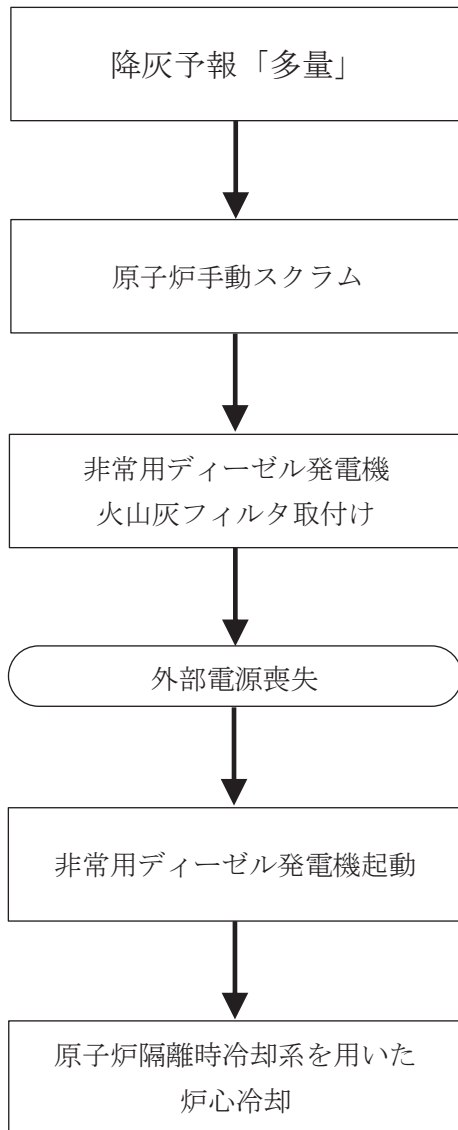 降灰予報「多量」
原子炉手動スクラム
非常用ディーゼル発電機
火山灰フィルタ取付け
外部電源喪失
非常用ディーゼル発電機起動
原子炉隔離時冷却系を用いた
炉心冷却